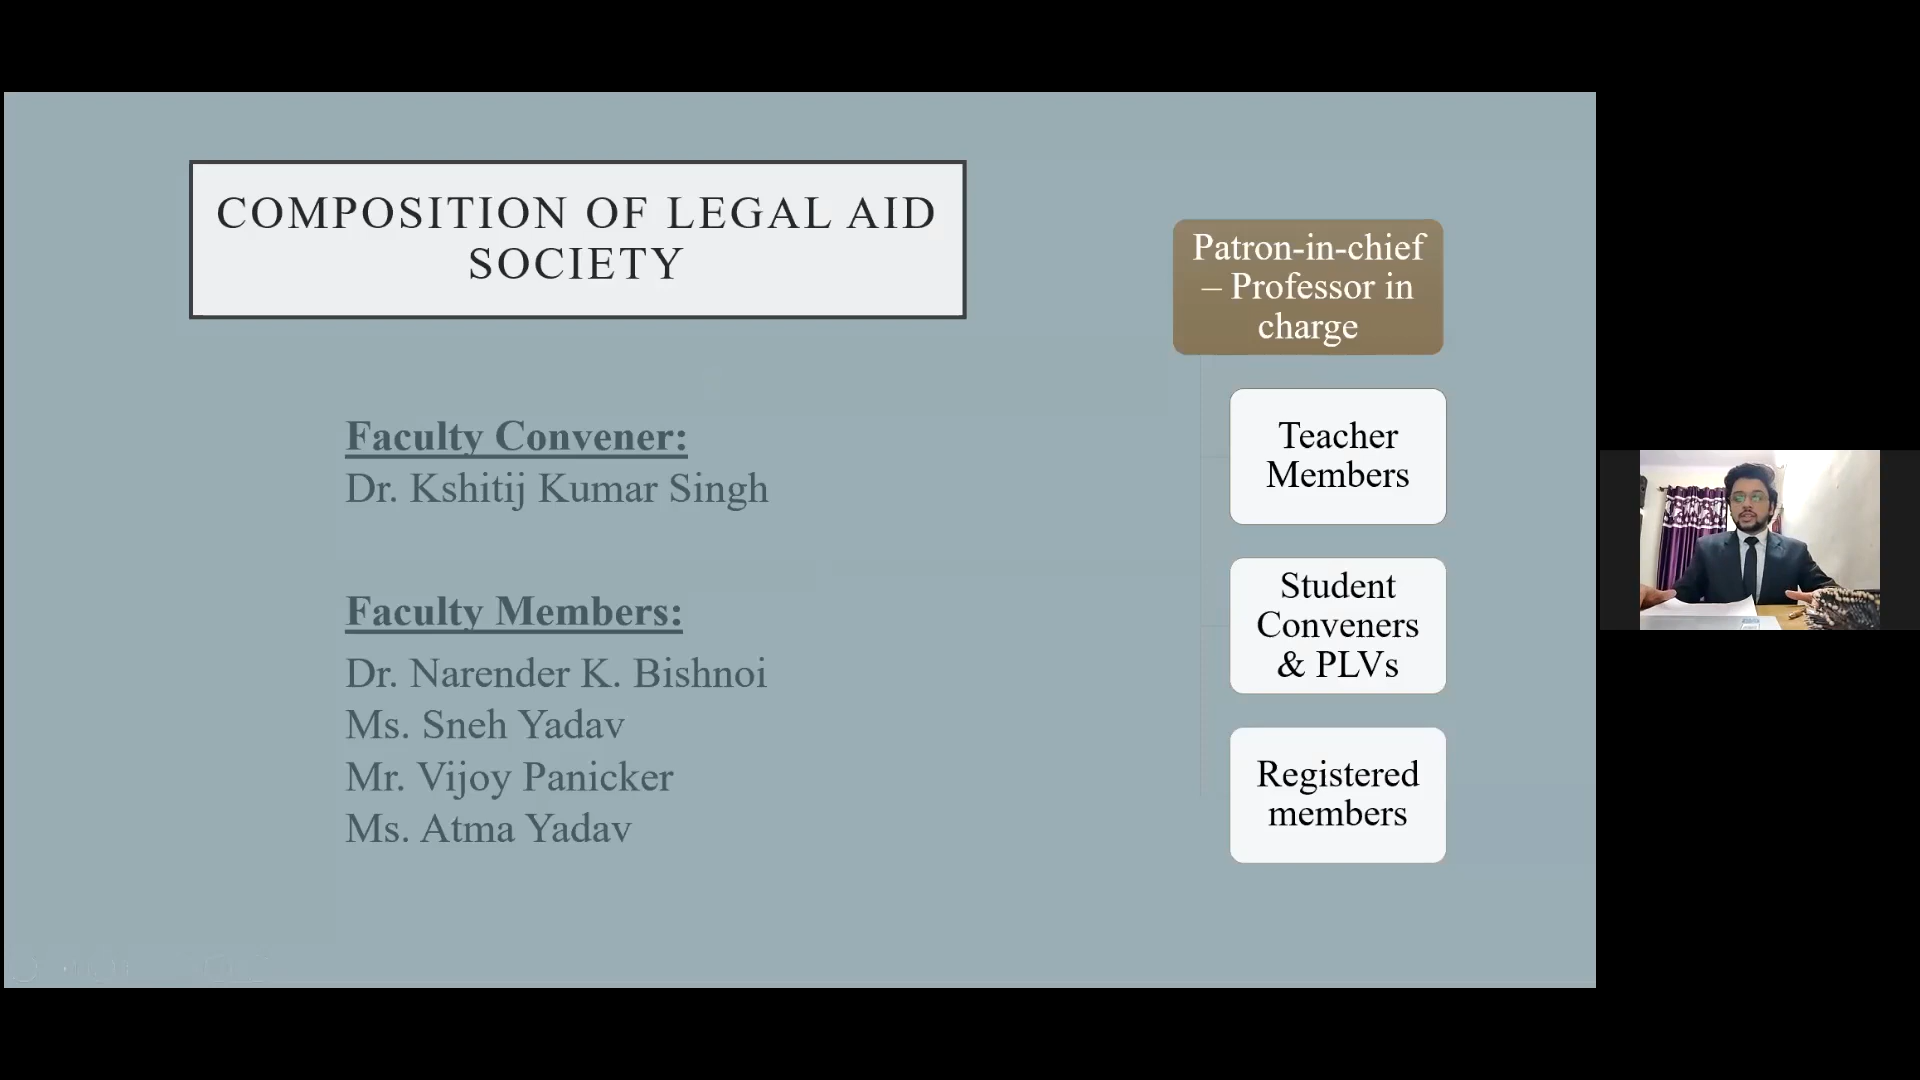 COMPOSITION OF LEGAL AID
SOCIETY
Faculty Convener:
Dr. Kshitij Kumar Singh
Faculty Members:
Dr. Narender K. Bishnoi
Ms. Sneh Yadav
Mr. Vijoy Panicker
Ms. Atma Yadav
Patron-in-chief
– Professor in
charge
Teacher
Members
Student
Conveners
& PLVs
Registered
members